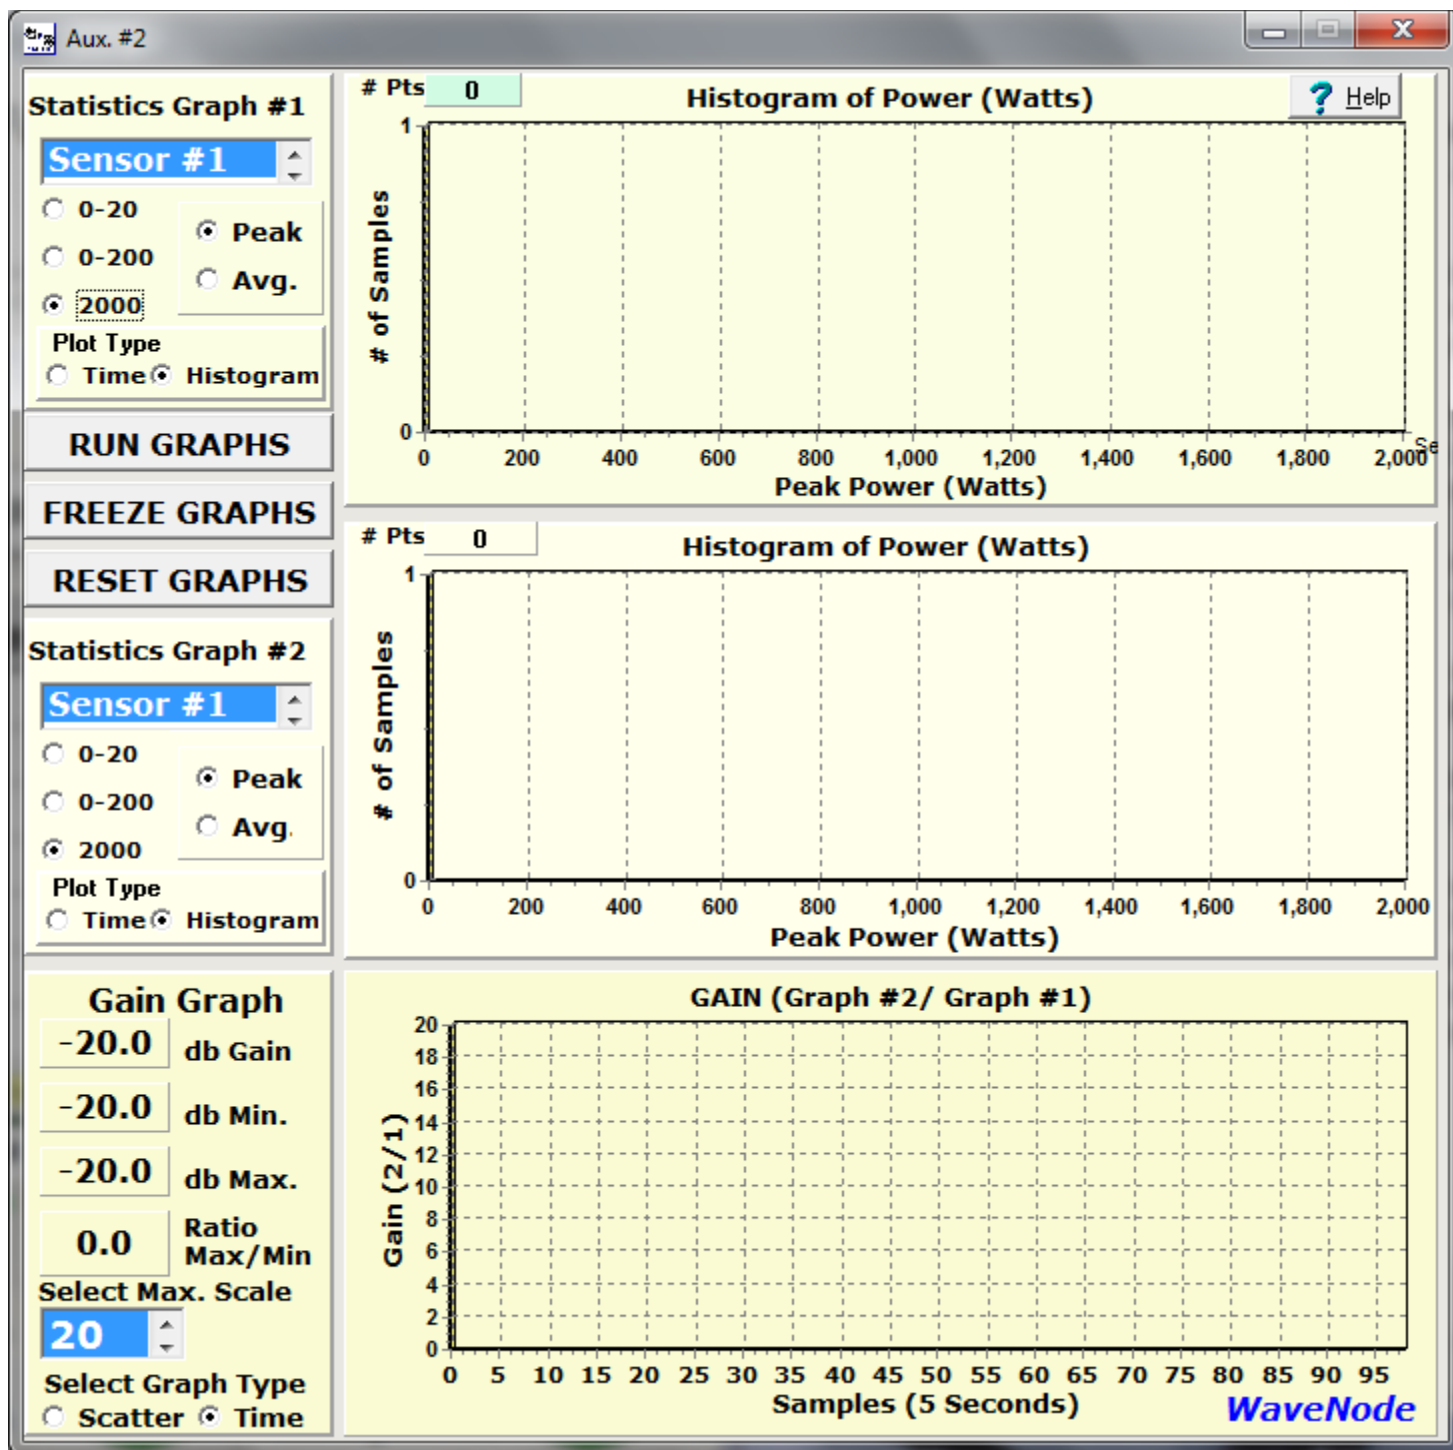 Aux. #2
Statistics Graph #1
Sensor #1
0-20
0-200
2000
Peak
Avg.
Plot Type
Time Histogram
RUN GRAPHS
FREEZE GRAPHS
RESET GRAPHS
Statistics Graph #2
Sensor #1
0-20
0-200
2000
Peak
Avg.
Plot Type
Time Histogram
Gain Graph
-20.0 db Gain
-20.0 db Min.
-20.0 db Max.
0.0 Ratio Max/Min
Select Max. Scale
20
Select Graph Type
Scatter Time
# Pts 0
Histogram of Power (Watts)
? Help
1
# of Samples
0
0 200 400 600 800 1,000 1,200 1,400 1,600 1,800 2,000
Se
Peak Power (Watts)
# Pts 0
Histogram of Power (Watts)
1
# of Samples
0
0 200 400 600 800 1,000 1,200 1,400 1,600 1,800 2,000
Peak Power (Watts)
GAIN (Graph #2/ Graph #1)
20
18
16
14
12
10
8
6
4
2
0
Gain (2/1)
0 5 10 15 20 25 30 35 40 45 50 55 60 65 70 75 80 85 90 95
Samples (5 Seconds)
WaveNode